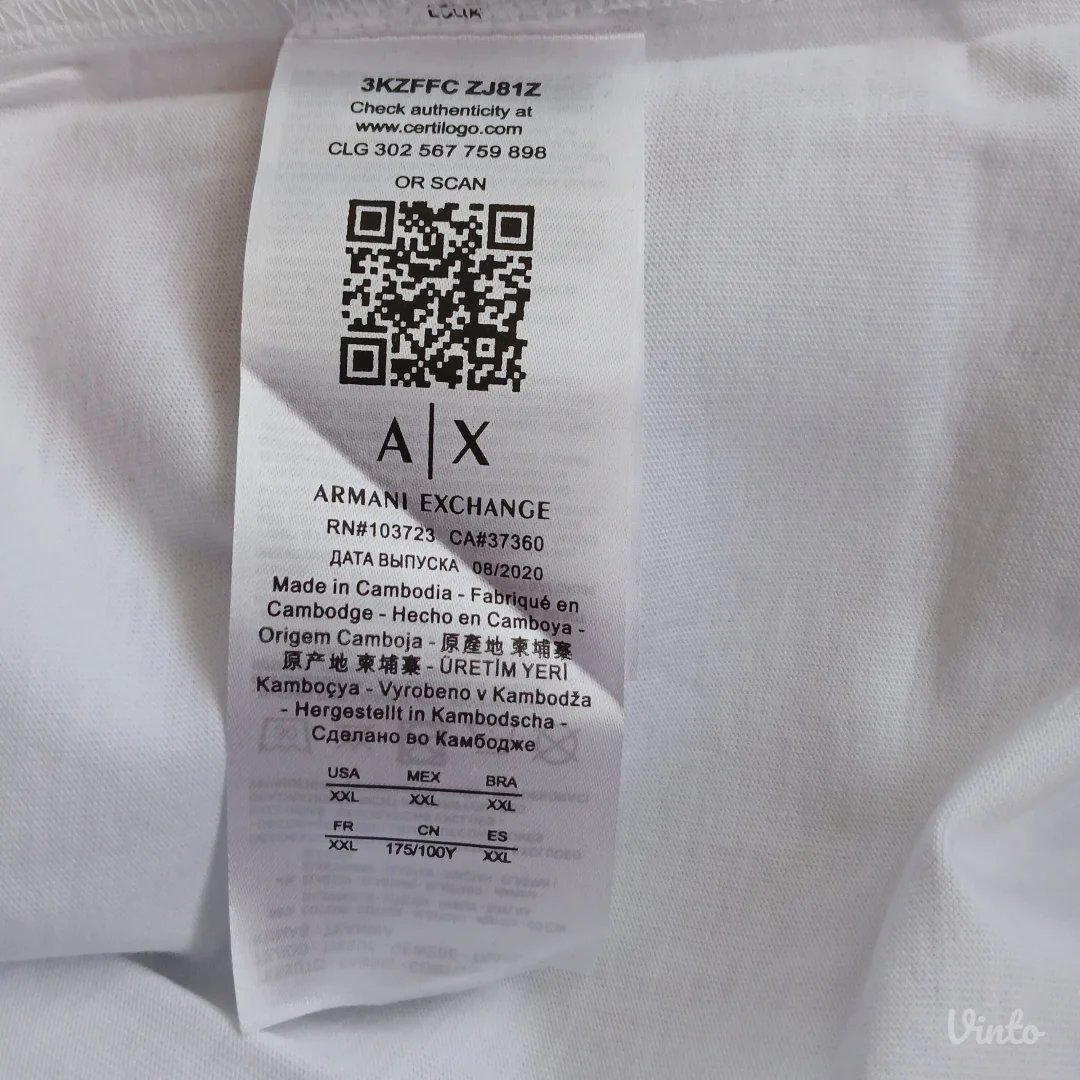 3KZFFC ZJ81Z
Check authenticity at
www.certilogo.com
CLG 302 567 759 898
OR SCAN
A|X
ARMANI EXCHANGE
RN#103723 CA#37360
ДАТА ВЫПУСКА 08/2020
Made in Cambodia - Fabriqué en
Cambodge - Hecho en Camboya -
Origem Camboja - 原產地 柬埔寨
原产地 柬埔寨 - ÜRETİM YERİ
Kamboçya - Vyrobeno v Kambodža
- Hergestellt in Kambodscha -
Сделано во Камбодже
USA MEX BRA
XXL XXL XXL
FR CN ES
XXL 175/100Y XXL
Vinto